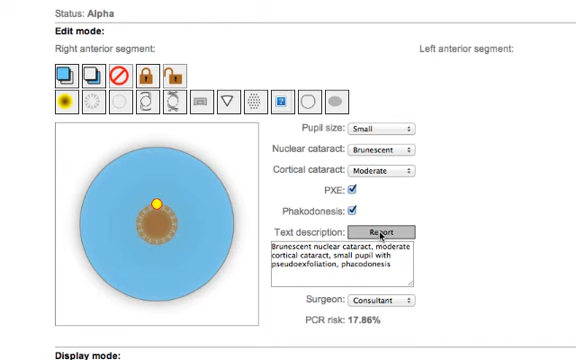 Status: Alpha
Edit mode:
Right anterior segment:
Left anterior segment:
Pupil size: Small
Nuclear cataract: Brunescent
Cortical cataract: Moderate
PXE:
Phakodonesis:
Text description: Report
Brunescent nuclear cataract, moderate
cortical cataract, small pupil with
pseudoexfoliation, phacodonesis
Surgeon: Consultant
PCR risk: 17.86%
Display mode: